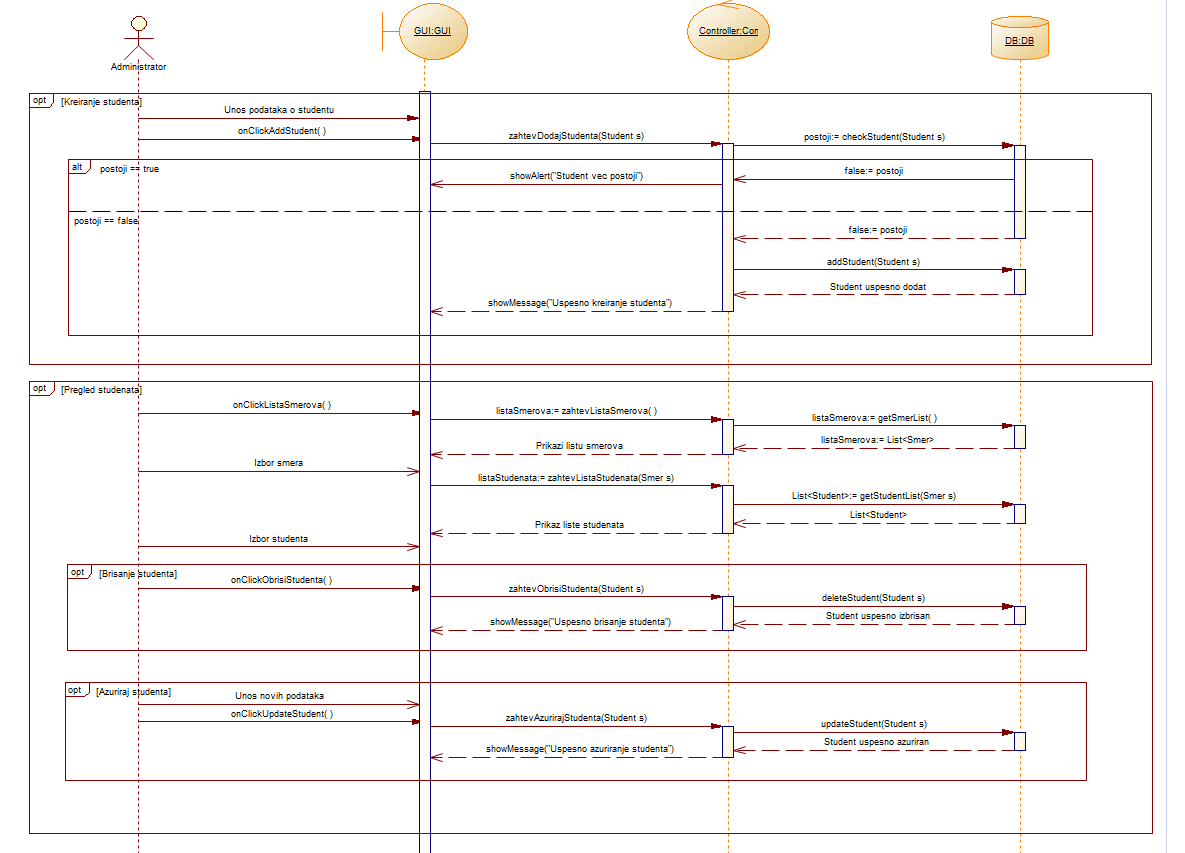 GUI:GUI
Controller:Con
DB:DB
Administrator
opt [Kreiranje studenta]
Unos podataka o studentu
onClickAddStudent( )
zahtevDodajStudenta(Student s)
postoji:= checkStudent(Student s)
alt postoji == true
false:= postoji
showAlert("Student vec postoji")
postoji == false
false:= postoji
addStudent(Student s)
Student uspesno dodat
showMessage("Uspesno kreiranje studenta")
opt [Pregled studenata]
onClickListaSmerova( )
listaSmerova:= zahtevListaSmerova( )
listaSmerova:= getSmerList( )
listaSmerova:= List<Smer>
Prikazi listu smerova
Izbor smera
listaStudenata:= zahtevListaStudenata(Smer s)
List<Student>:= getStudentList(Smer s)
List<Student>
Prikaz liste studenata
Izbor studenta
opt [Brisanje studenta]
onClickObrisiStudenta( )
zahtevObrisiStudenta(Student s)
deleteStudent(Student s)
Student uspesno izbrisan
showMessage("Uspesno brisanje studenta")
opt [Azuriraj studenta]
Unos novih podataka
onClickUpdateStudent( )
zahtevAzurirajStudenta(Student s)
updateStudent(Student s)
Student uspesno azuriran
showMessage("Uspesno azuriranje studenta")